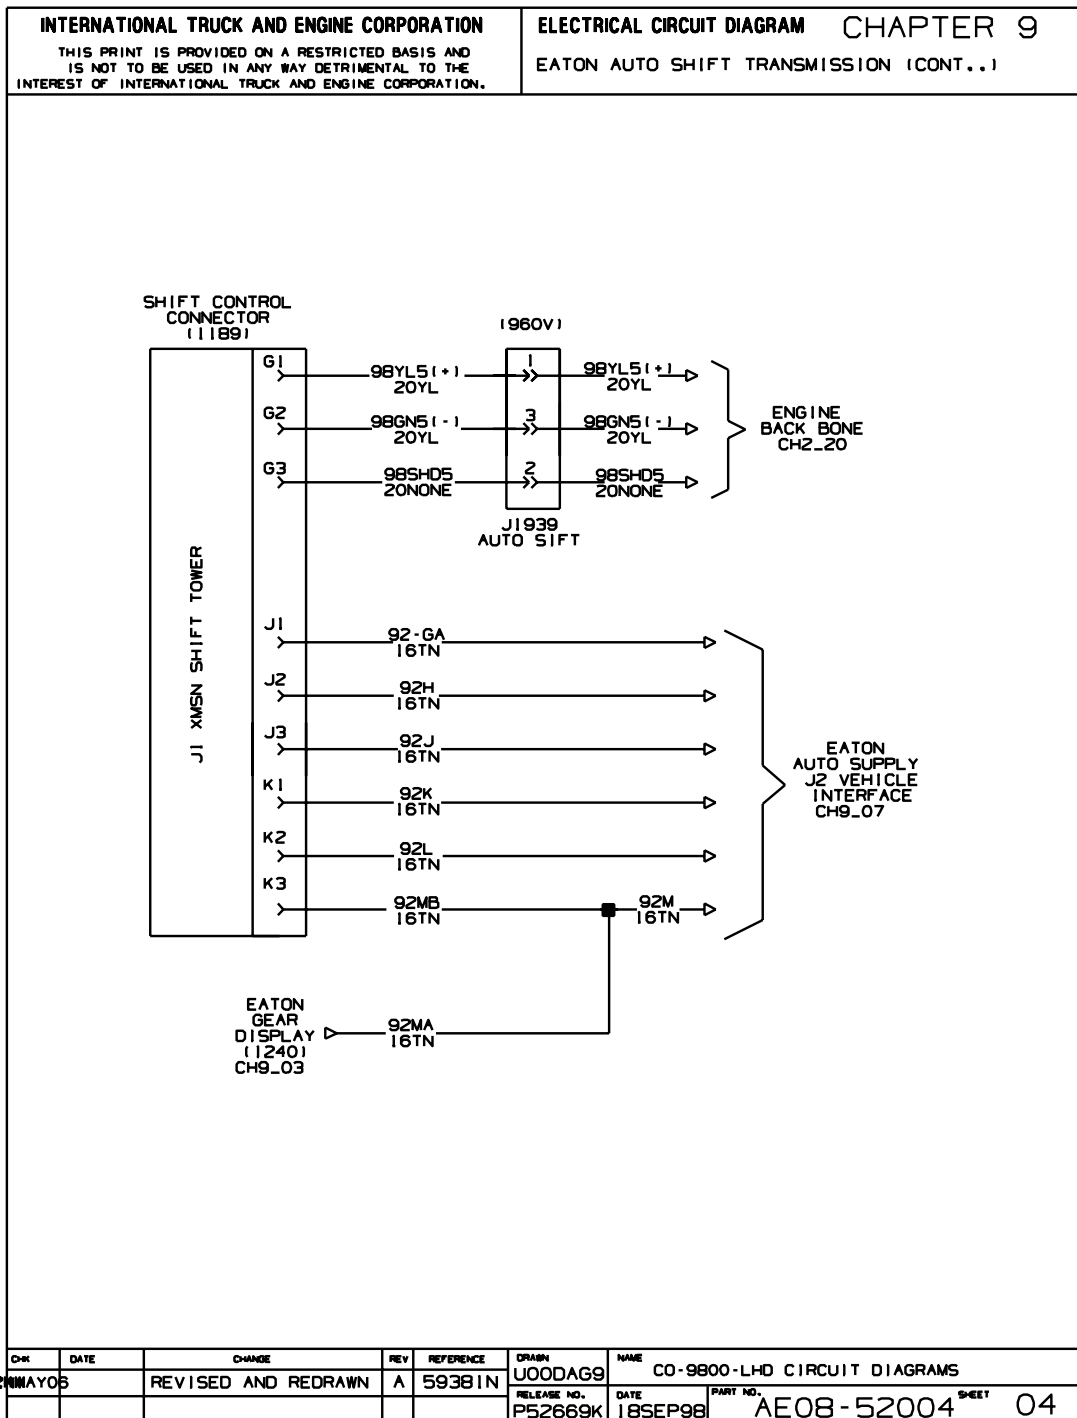 INTERNATIONAL TRUCK AND ENGINE CORPORATION
THIS PRINT IS PROVIDED ON A RESTRICTED BASIS AND
IS NOT TO BE USED IN ANY WAY DETRIMENTAL TO THE
INTEREST OF INTERNATIONAL TRUCK AND ENGINE CORPORATION.
ELECTRICAL CIRCUIT DIAGRAM CHAPTER 9
EATON AUTO SHIFT TRANSMISSION (CONT..)
SHIFT CONTROL
CONNECTOR
(1189)
(960V)
G1
98YL5(+)
20YL
1
98YL5(+)
20YL
G2
98GN5(-)
20YL
3
98GN5(-)
20YL
G3
98SHD5
20NONE
2
98SHD5
20NONE
ENGINE
BACK BONE
CH2_20
J1939
AUTO SIFT
J1 XMSN SHIFT TOWER
J1
92-GA
16TN
J2
92H
16TN
J3
92J
16TN
K1
92K
16TN
K2
92L
16TN
K3
92MB
16TN
92M
16TN
EATON
AUTO SUPPLY
J2 VEHICLE
INTERFACE
CH9_07
EATON
GEAR
DISPLAY
(1240)
CH9_03
92MA
16TN
CHK DATE CHANGE REV REFERENCE
MAY06 REVISED AND REDRAWN A 59381N
DRAWN
U00DAG9
NAME
CO-9800-LHD CIRCUIT DIAGRAMS
RELEASE NO.
P52669K
DATE
18SEP98
PART NO.
AE08-52004
SHEET
04